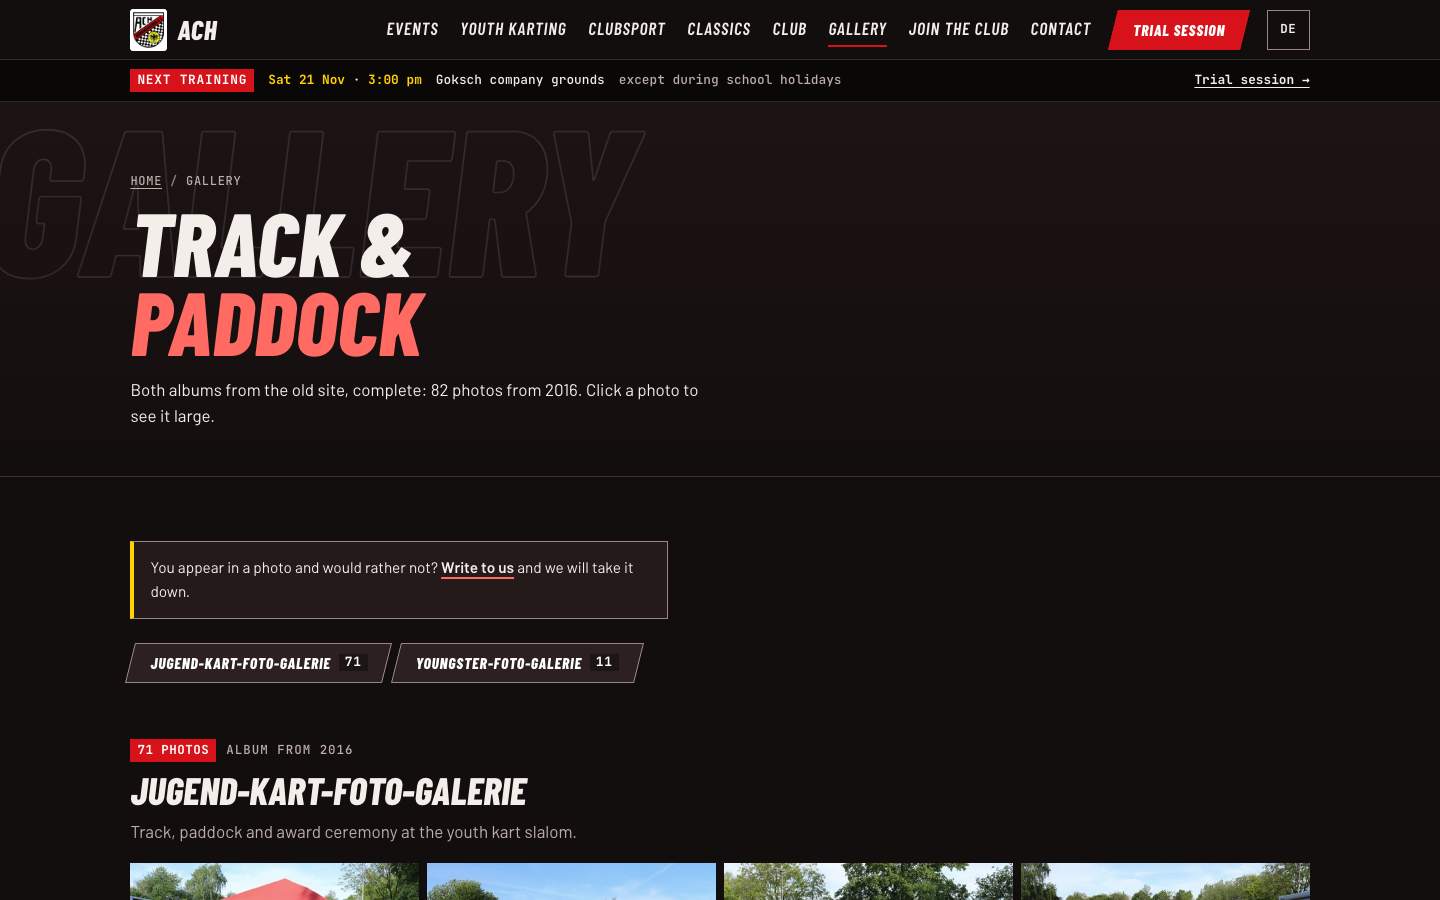 ACH
EVENTS YOUTH KARTING CLUBSPORT CLASSICS CLUB GALLERY JOIN THE CLUB CONTACT TRIAL SESSION DE
NEXT TRAINING Sat 21 Nov · 3:00 pm Goksch company grounds except during school holidays Trial session →
GALLERY
HOME / GALLERY
TRACK &
PADDOCK
Both albums from the old site, complete: 82 photos from 2016. Click a photo to
see it large.
You appear in a photo and would rather not? Write to us and we will take it
down.
JUGEND-KART-FOTO-GALERIE 71 YOUNGSTER-FOTO-GALERIE 11
71 PHOTOS ALBUM FROM 2016
JUGEND-KART-FOTO-GALERIE
Track, paddock and award ceremony at the youth kart slalom.